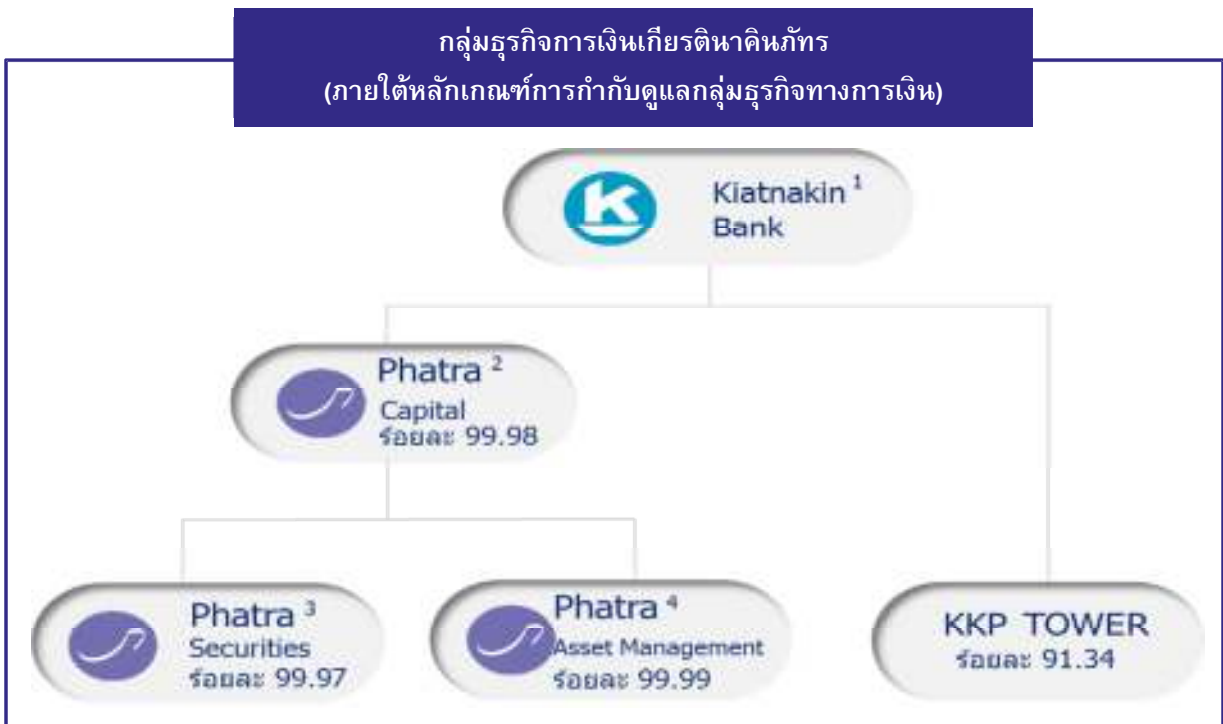 กลุ่มธุรกิจการเงินเกียรตินาคินภัทร
(ภายใต้หลักเกณฑ์การกำกับดูแลกลุ่มธุรกิจทางการเงิน)
Kiatnakin 1
Bank
Phatra 2
Capital
ร้อยละ 99.98
Phatra 3
Securities
ร้อยละ 99.97
Phatra 4
Asset Management
ร้อยละ 99.99
KKP TOWER
ร้อยละ 91.34